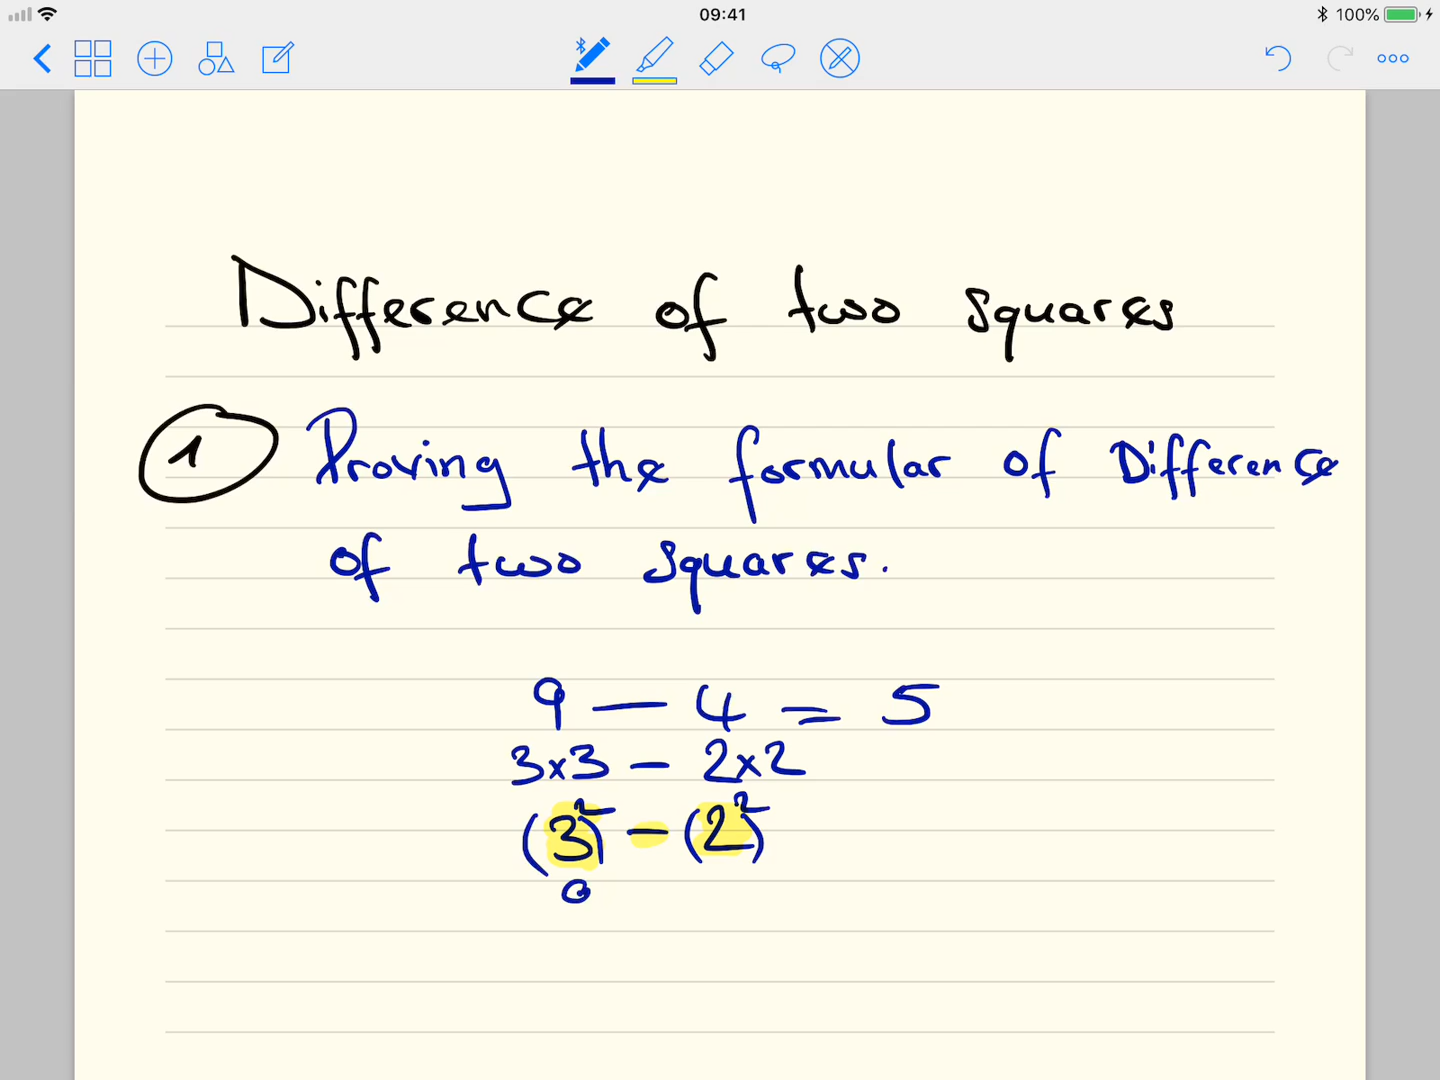 09:41
100%
Difference of two squares
1 Proving the formular of Difference
of two squares.
9 — 4 = 5
3x3 — 2x2
(3)² — (2)²